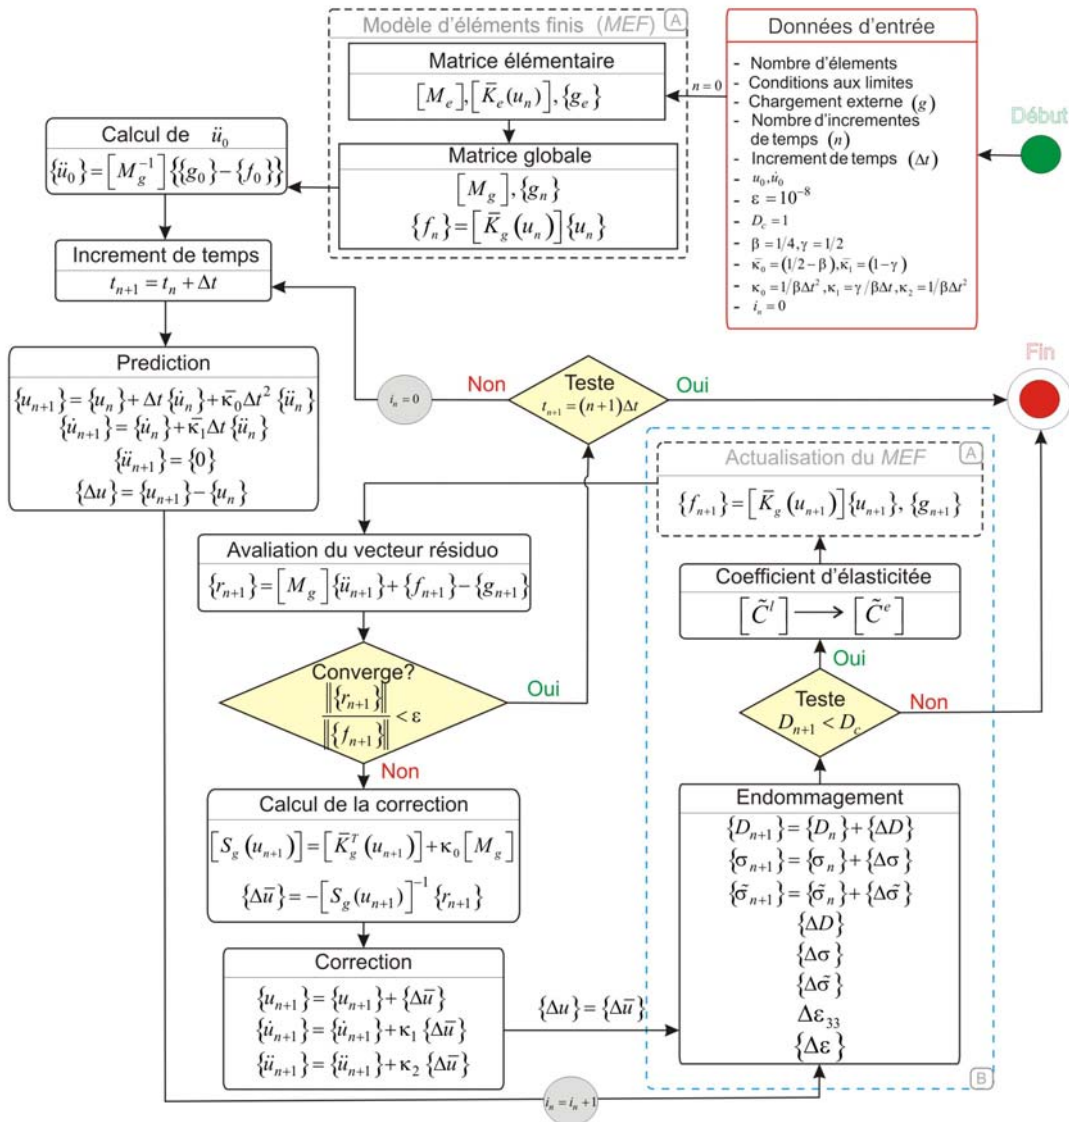 Modèle d'éléments finis (MEF) A
Matrice élémentaire
[M_e],[K̄_e(u_n)],{g_e}
Matrice globale
[M_g],{g_n}
{f_n}=[K̄_g(u_n)]{u_n}
n=0
Données d'entrée
- Nombre d'élements
- Conditions aux limites
- Chargement externe (g)
- Nombre d'incrementes
de temps (n)
- Increment de temps (Δt)
- u_0,u̇_0
- ε=10^-8
- D_c=1
- β=1/4,γ=1/2
- κ̄_0=(1/2−β),κ̄_1=(1−γ)
- κ_0=1/βΔt²,κ_1=γ/βΔt,κ_2=1/βΔt²
- i_n=0
Début
Calcul de ü_0
{ü_0}=[M_g^-1]{{g_0}−{f_0}}
Increment de temps
t_{n+1}=t_n+Δt
Prediction
{u_{n+1}}={u_n}+Δt{u̇_n}+κ̄_0Δt²{ü_n}
{u̇_{n+1}}={u̇_n}+κ̄_1Δt{ü_n}
{ü_{n+1}}={0}
{Δu}={u_{n+1}}−{u_n}
i_n=0
Non
Teste
t_{n+1}=(n+1)Δt
Oui
Fin
Actualisation du MEF A
{f_{n+1}}=[K̄_g(u_{n+1})]{u_{n+1}}, {g_{n+1}}
Avaliation du vecteur résiduo
{r_{n+1}}=[M_g]{ü_{n+1}}+{f_{n+1}}−{g_{n+1}}
Coefficient d'élasticitée
[C̃^l]⟶[C̃^e]
Oui
Converge?
‖{r_{n+1}}‖/‖{f_{n+1}}‖<ε
Oui
Non
Teste
D_{n+1}<D_c
Non
Calcul de la correction
[S_g(u_{n+1})]=[K̄_g^T(u_{n+1})]+κ_0[M_g]
{Δū}=−[S_g(u_{n+1})]^-1{r_{n+1}}
Correction
{u_{n+1}}={u_{n+1}}+{Δū}
{u̇_{n+1}}={u̇_{n+1}}+κ_1{Δū}
{ü_{n+1}}={ü_{n+1}}+κ_2{Δū}
{Δu}={Δū}
Endommagement
{D_{n+1}}={D_n}+{ΔD}
{σ_{n+1}}={σ_n}+{Δσ}
{σ̃_{n+1}}={σ̃_n}+{Δσ̃}
{ΔD}
{Δσ}
{Δσ̃}
Δε_33
{Δε}
B
i_n=i_n+1